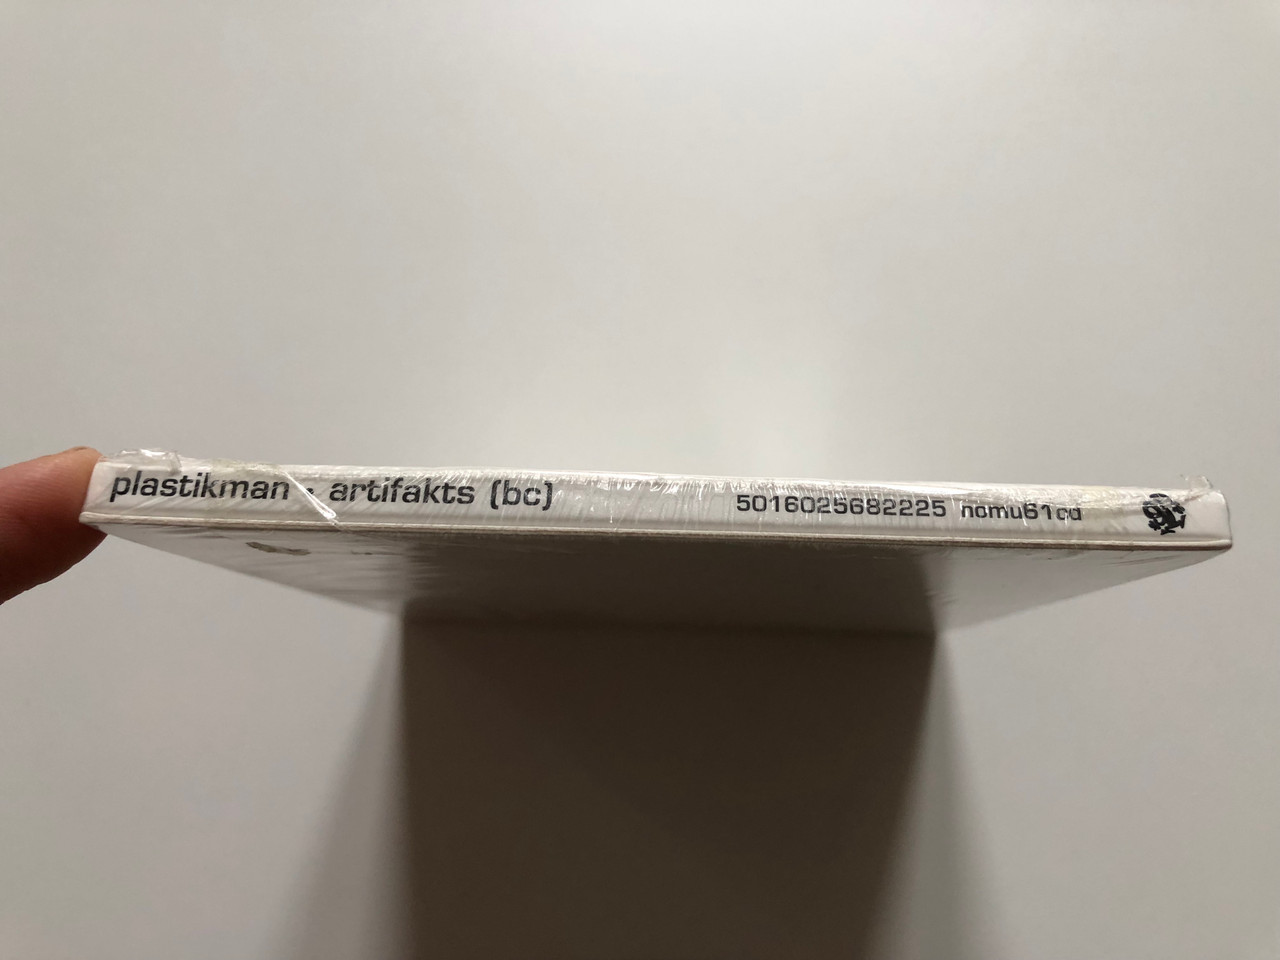 plastikman · artifakts (bc) 5016025682225 nomu61cd